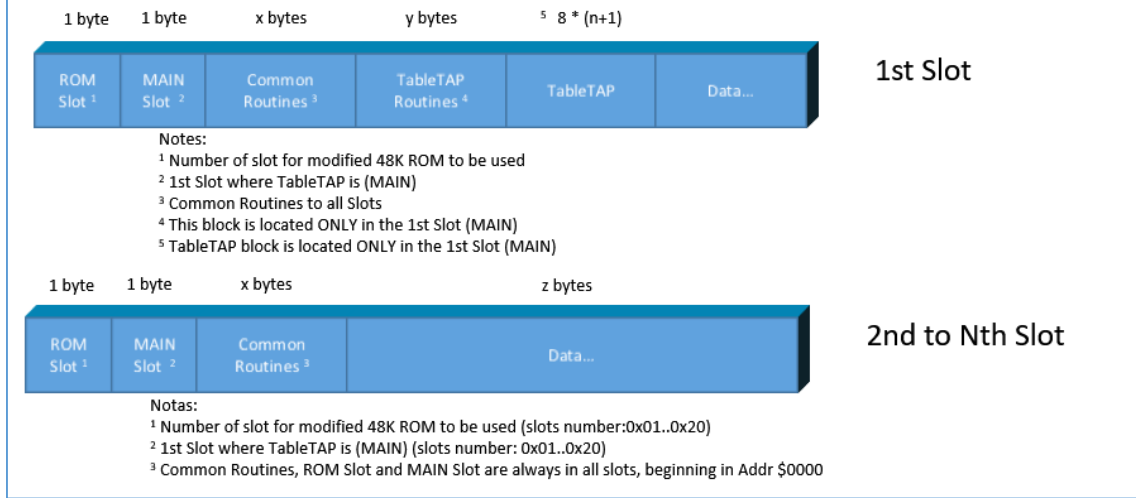 1 byte 1 byte x bytes y bytes ⁵ 8 * (n+1)
1st Slot
ROM Slot ¹
MAIN Slot ²
Common Routines ³
TableTAP Routines ⁴
TableTAP
Data...
Notes:
¹ Number of slot for modified 48K ROM to be used
² 1st Slot where TableTAP is (MAIN)
³ Common Routines to all Slots
⁴ This block is located ONLY in the 1st Slot (MAIN)
⁵ TableTAP block is located ONLY in the 1st Slot (MAIN)
1 byte 1 byte x bytes z bytes
2nd to Nth Slot
ROM Slot ¹
MAIN Slot ²
Common Routines ³
Data...
Notas:
¹ Number of slot for modified 48K ROM to be used (slots number:0x01..0x20)
² 1st Slot where TableTAP is (MAIN) (slots number: 0x01..0x20)
³ Common Routines, ROM Slot and MAIN Slot are always in all slots, beginning in Addr $0000